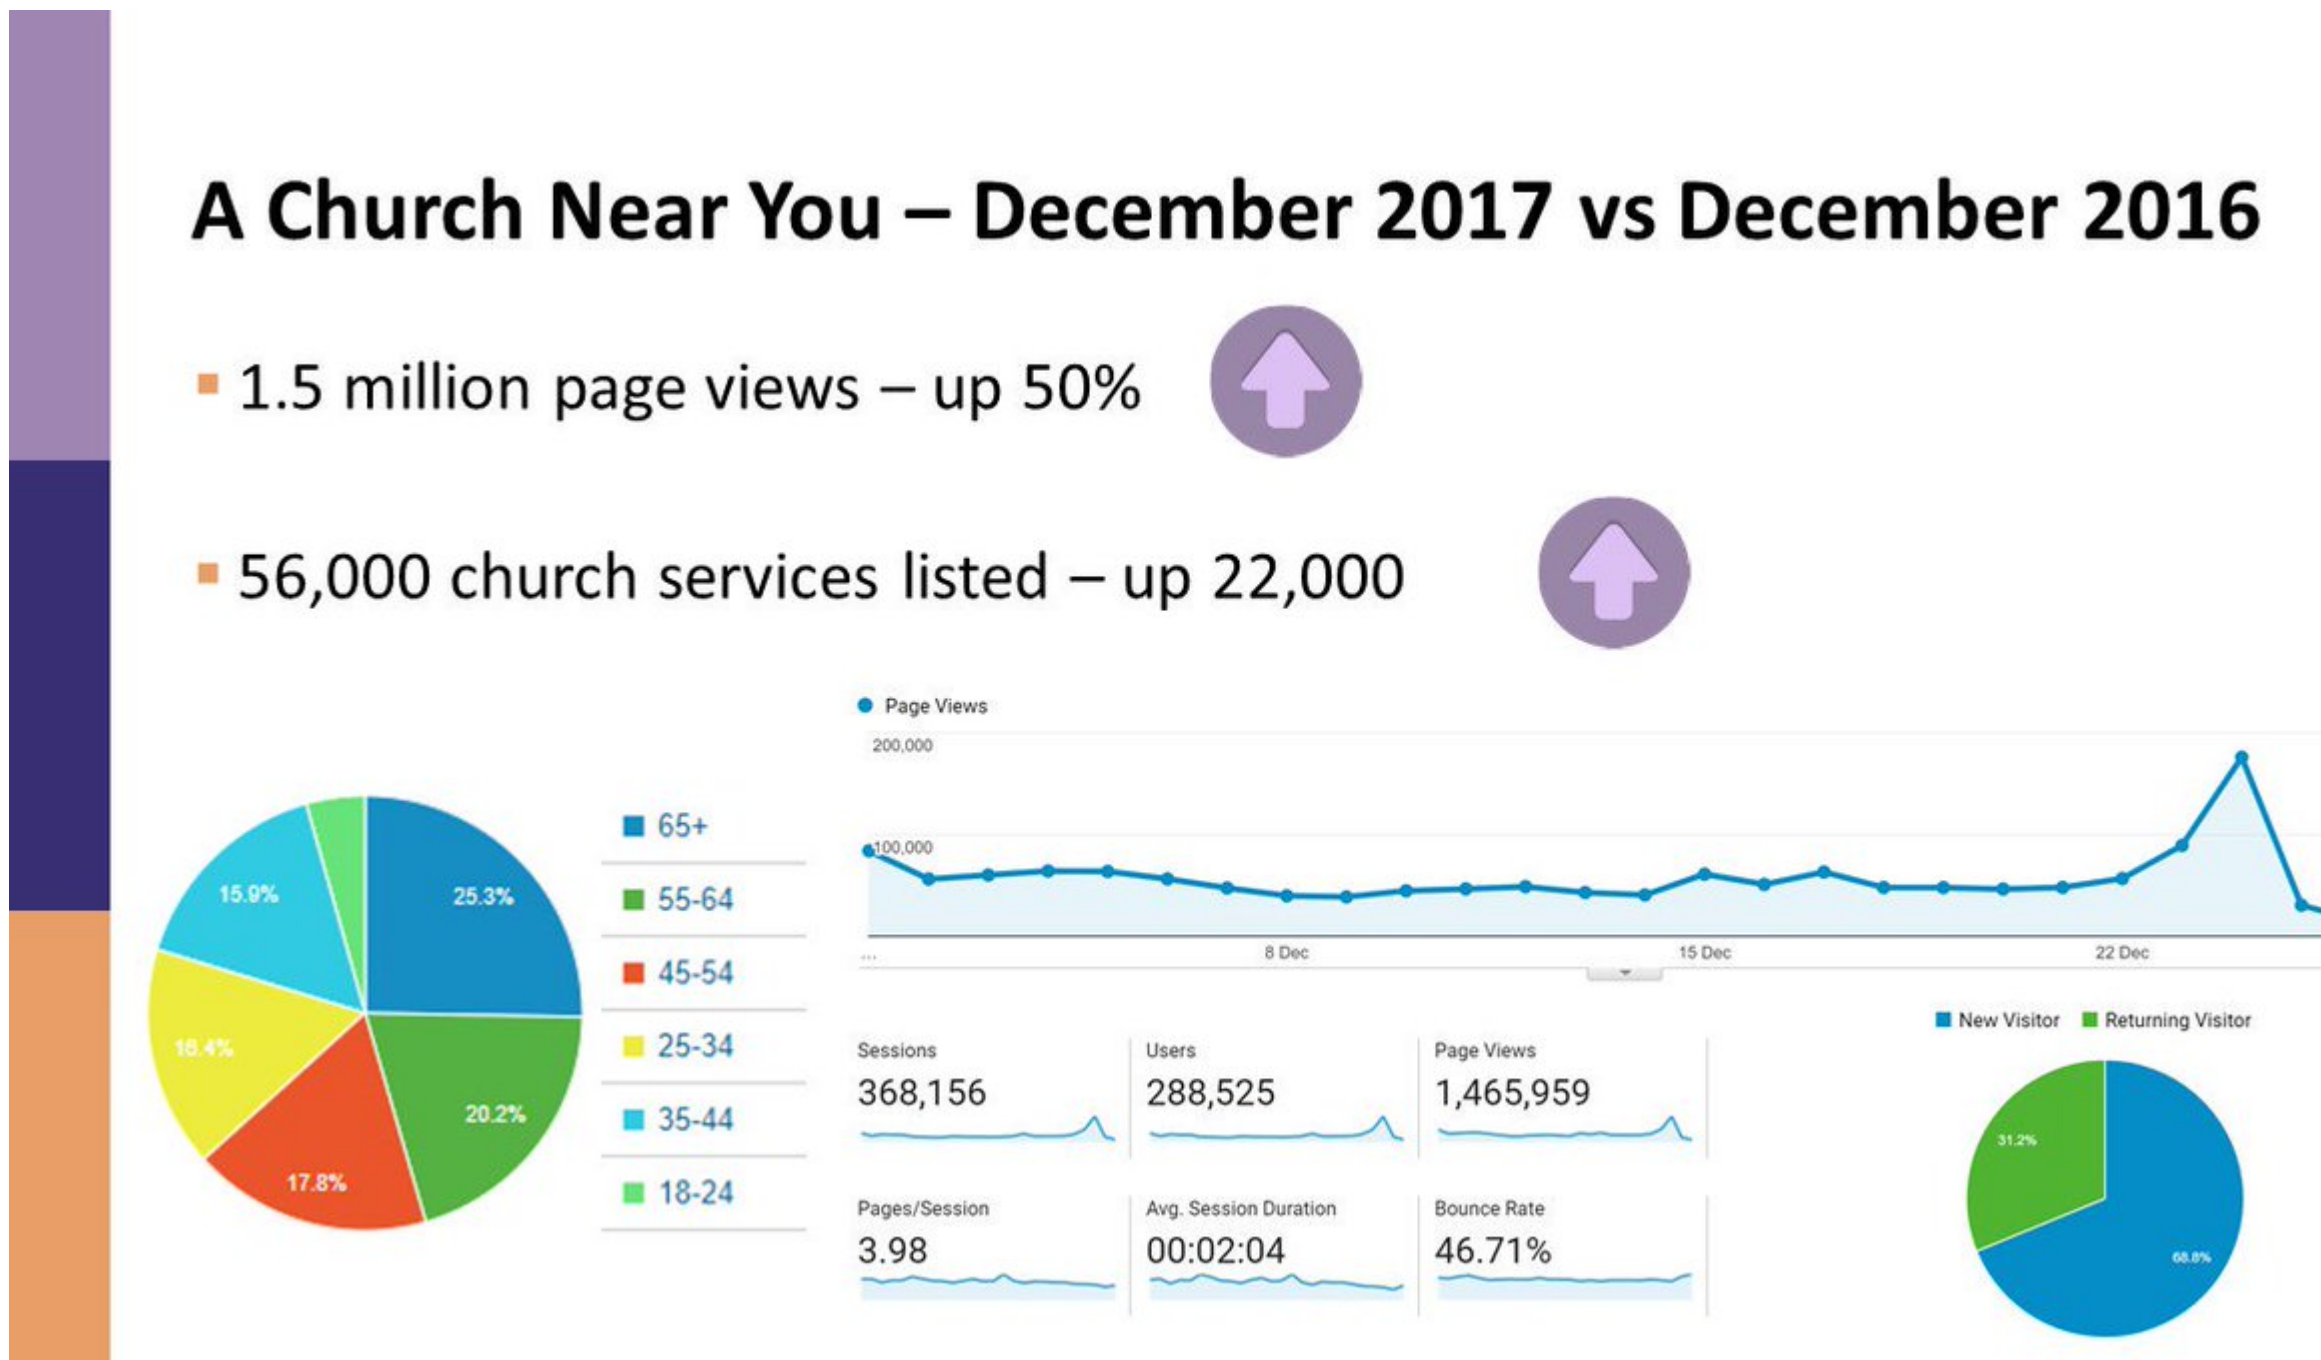 A Church Near You – December 2017 vs December 2016
▪ 1.5 million page views – up 50%
▪ 56,000 church services listed – up 22,000
65+
55-64
45-54
25-34
35-44
18-24
25.3%
20.2%
17.8%
16.4%
15.9%
Page Views
200,000
100,000
... 8 Dec 15 Dec 22 Dec
Sessions
368,156
Users
288,525
Page Views
1,465,959
Pages/Session
3.98
Avg. Session Duration
00:02:04
Bounce Rate
46.71%
New Visitor Returning Visitor
31.2%
68.8%